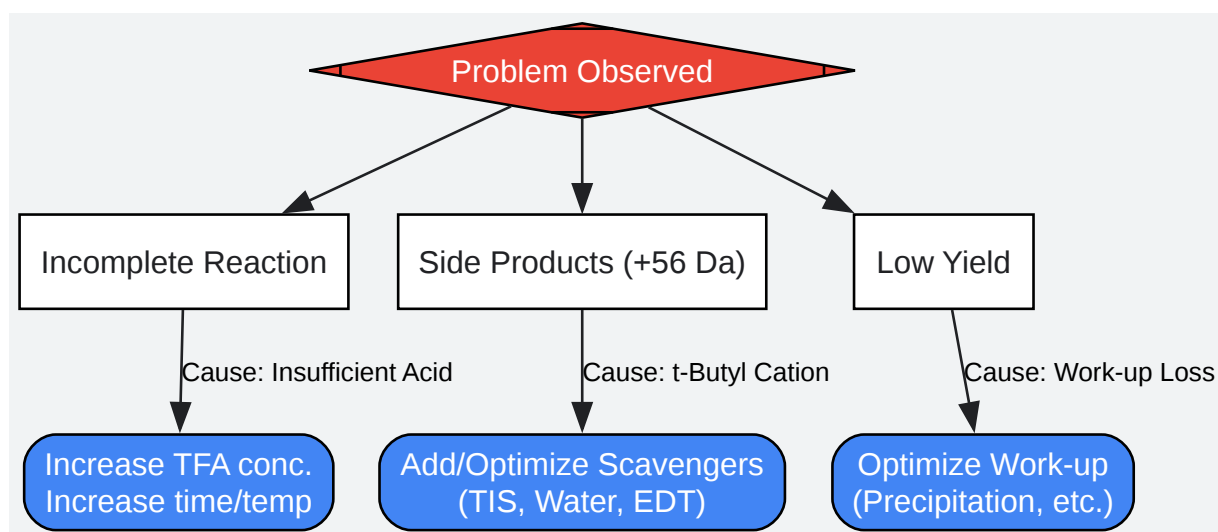 Problem Observed
Incomplete Reaction
Side Products (+56 Da)
Low Yield
Cause: Insufficient Acid
Cause: t-Butyl Cation
Cause: Work-up Loss
Increase TFA conc.
Increase time/temp
Add/Optimize Scavengers
(TIS, Water, EDT)
Optimize Work-up
(Precipitation, etc.)